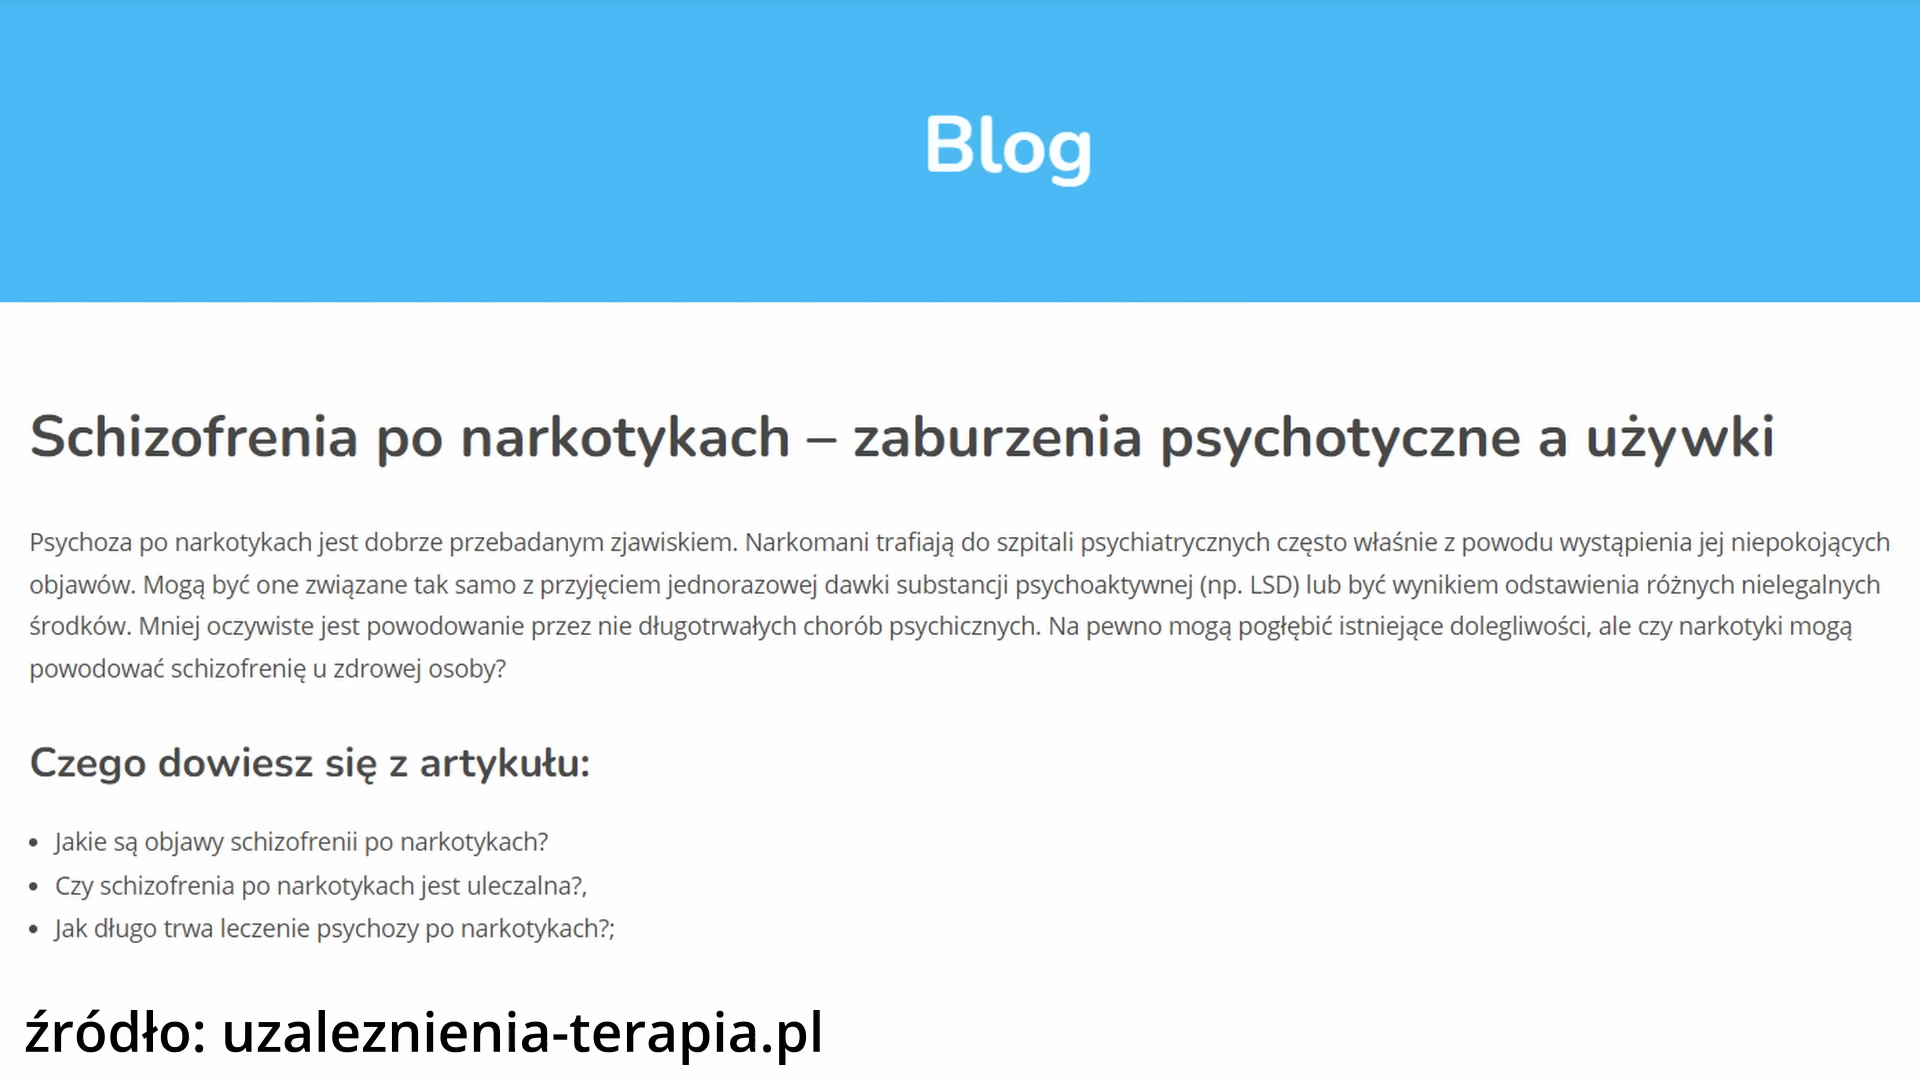 Blog
Schizofrenia po narkotykach – zaburzenia psychotyczne a używki
Psychoza po narkotykach jest dobrze przebadanym zjawiskiem. Narkomani trafiają do szpitali psychiatrycznych często właśnie z powodu wystąpienia jej niepokojących
objawów. Mogą być one związane tak samo z przyjęciem jednorazowej dawki substancji psychoaktywnej (np. LSD) lub być wynikiem odstawienia różnych nielegalnych
środków. Mniej oczywiste jest powodowanie przez nie długotrwałych chorób psychicznych. Na pewno mogą pogłębić istniejące dolegliwości, ale czy narkotyki mogą
powodować schizofrenię u zdrowej osoby?
Czego dowiesz się z artykułu:
• Jakie są objawy schizofrenii po narkotykach?
• Czy schizofrenia po narkotykach jest uleczalna?,
• Jak długo trwa leczenie psychozy po narkotykach?;
źródło: uzaleznienia-terapia.pl